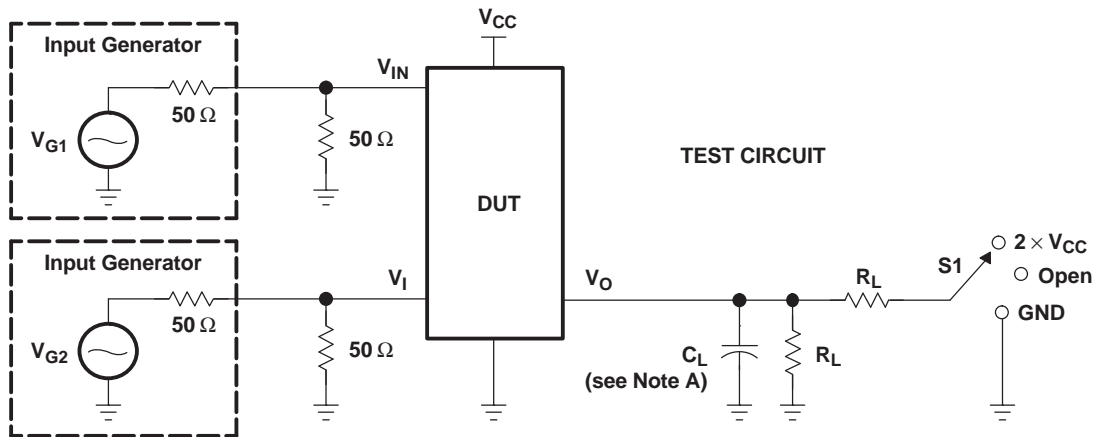 V_CC
Input Generator
V_IN
50 Ω
V_G1
50 Ω
TEST CIRCUIT
DUT
Input Generator
V_I
V_O
50 Ω
V_G2
50 Ω
R_L
S1
2 × V_CC
Open
GND
C_L
(see Note A)
R_L